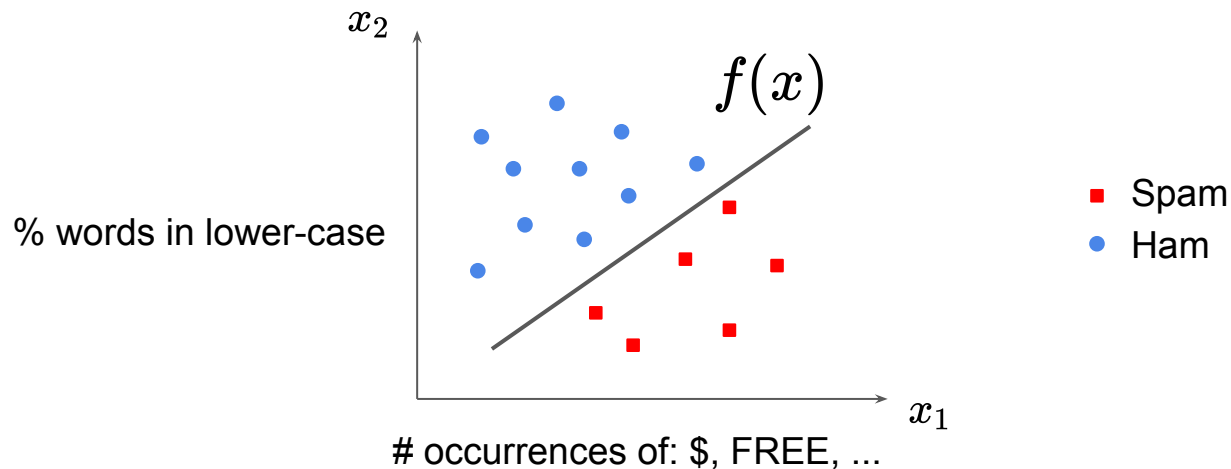 x₂
f(x)
% words in lower-case
Spam
Ham
x₁
# occurrences of: $, FREE, ...